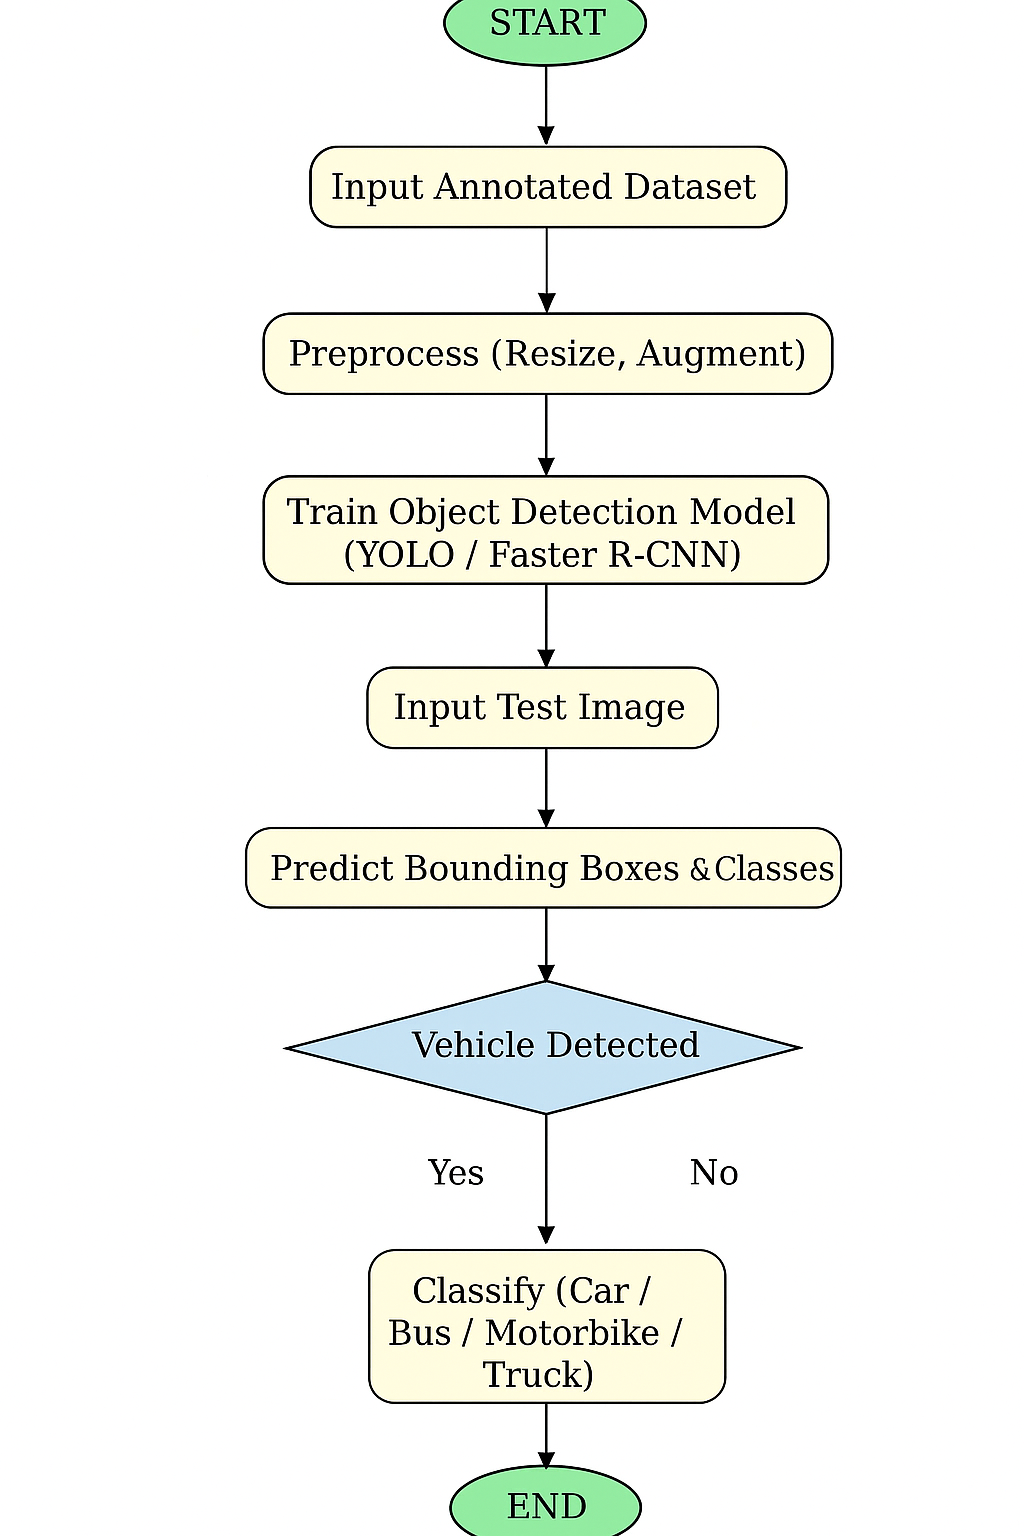 START
Input Annotated Dataset
Preprocess (Resize, Augment)
Train Object Detection Model
(YOLO / Faster R-CNN)
Input Test Image
Predict Bounding Boxes & Classes
Vehicle Detected
Yes
No
Classify (Car /
Bus / Motorbike /
Truck)
END